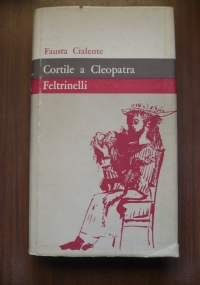 Fausta Cialente
Cortile a Cleopatra
Feltrinelli